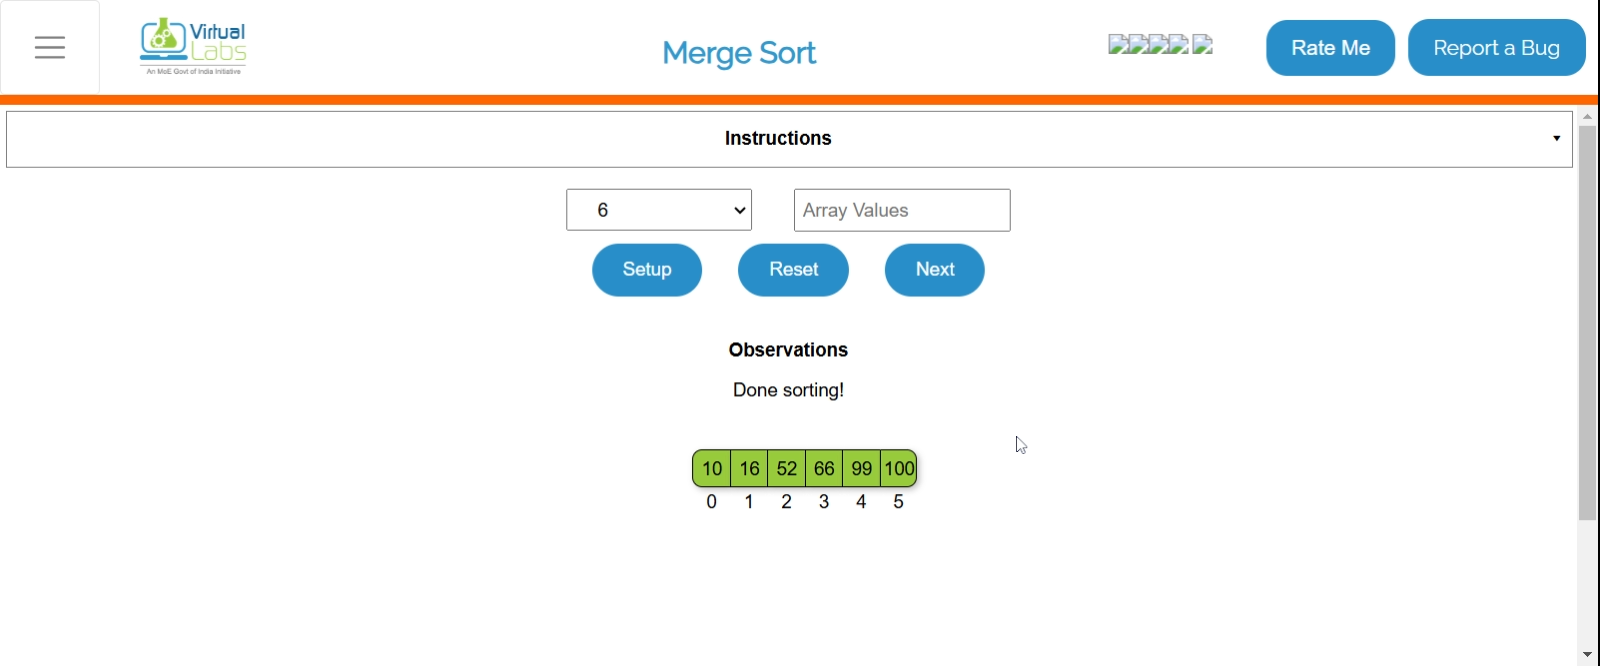 Virtual
Labs
An MoE Govt of India Initiative
Merge Sort
Rate Me
Report a Bug
Instructions
6
Array Values
Setup
Reset
Next
Observations
Done sorting!
10 16 52 66 99 100
0 1 2 3 4 5